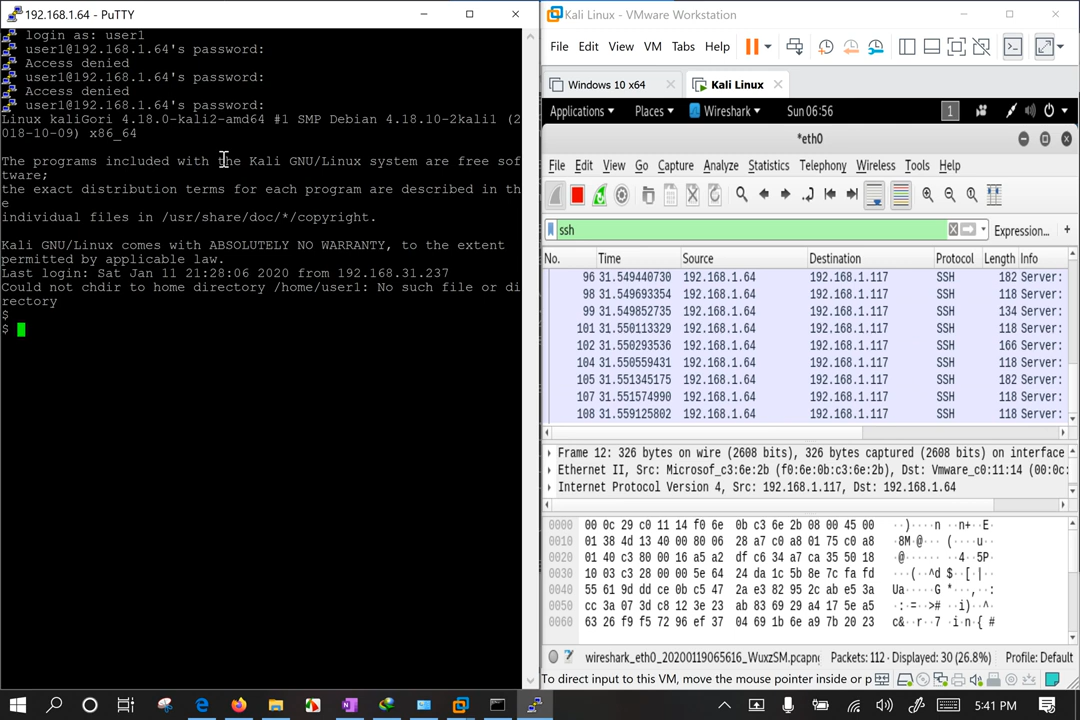 192.168.1.64 - PuTTY
login as: user1
user1@192.168.1.64's password:
Access denied
user1@192.168.1.64's password:
Access denied
user1@192.168.1.64's password:
Linux kaliGori 4.18.0-kali2-amd64 #1 SMP Debian 4.18.10-2kali1 (2
018-10-09) x86_64
The programs included with the Kali GNU/Linux system are free sof
tware;
the exact distribution terms for each program are described in th
e
individual files in /usr/share/doc/*/copyright.
Kali GNU/Linux comes with ABSOLUTELY NO WARRANTY, to the extent
permitted by applicable law.
Last login: Sat Jan 11 21:28:06 2020 from 192.168.31.237
Could not chdir to home directory /home/user1: No such file or di
rectory
$
$
Kali Linux - VMware Workstation
File Edit View VM Tabs Help
Windows 10 x64 Kali Linux
Applications Places Wireshark Sun 06:56 1
*eth0
File Edit View Go Capture Analyze Statistics Telephony Wireless Tools Help
ssh Expression... +
No. Time Source Destination Protocol Length Info
96 31.549440730 192.168.1.64 192.168.1.117 SSH 182 Server:
98 31.549693354 192.168.1.64 192.168.1.117 SSH 118 Server:
99 31.549852735 192.168.1.64 192.168.1.117 SSH 134 Server:
101 31.550113329 192.168.1.64 192.168.1.117 SSH 118 Server:
102 31.550293536 192.168.1.64 192.168.1.117 SSH 166 Server:
104 31.550559431 192.168.1.64 192.168.1.117 SSH 118 Server:
105 31.551345175 192.168.1.64 192.168.1.117 SSH 182 Server:
107 31.551574990 192.168.1.64 192.168.1.117 SSH 118 Server:
108 31.559125802 192.168.1.64 192.168.1.117 SSH 118 Server:
Frame 12: 326 bytes on wire (2608 bits), 326 bytes captured (2608 bits) on interface
Ethernet II, Src: Microsof_c3:6e:2b (f0:6e:0b:c3:6e:2b), Dst: Vmware_c0:11:14 (00:0c:
Internet Protocol Version 4, Src: 192.168.1.117, Dst: 192.168.1.64
0000 00 0c 29 c0 11 14 f0 6e 0b c3 6e 2b 08 00 45 00 ··)····n ··n+··E·
0010 01 38 4d 13 40 00 80 06 28 a7 c0 a8 01 75 c0 a8 ·8M·@··· (····u··
0020 01 40 c3 80 00 16 a5 a2 df c6 34 a7 ca 35 50 18 ·@······ ··4··5P·
0030 10 03 c3 28 00 00 5e 64 24 da 1c 5b 8e 7c fa fd ···(··^d $··[·|··
0040 55 61 9d dd ce 0b c5 47 2a e3 82 95 2c ab e5 3a Ua·····G *···,··:
0050 cc 3a 07 3d c8 12 3e 23 ab 83 69 29 a4 17 5e a5 ·:·=··># ··i)··^·
0060 63 26 f9 f5 72 96 ef 37 04 69 1b 6e a9 7b 20 23 c&··r··7 ·i·n·{ #
wireshark_eth0_20200119065616_WuxzSM.pcapng Packets: 112 · Displayed: 30 (26.8%) Profile: Default
To direct input to this VM, move the mouse pointer inside or p
5:41 PM